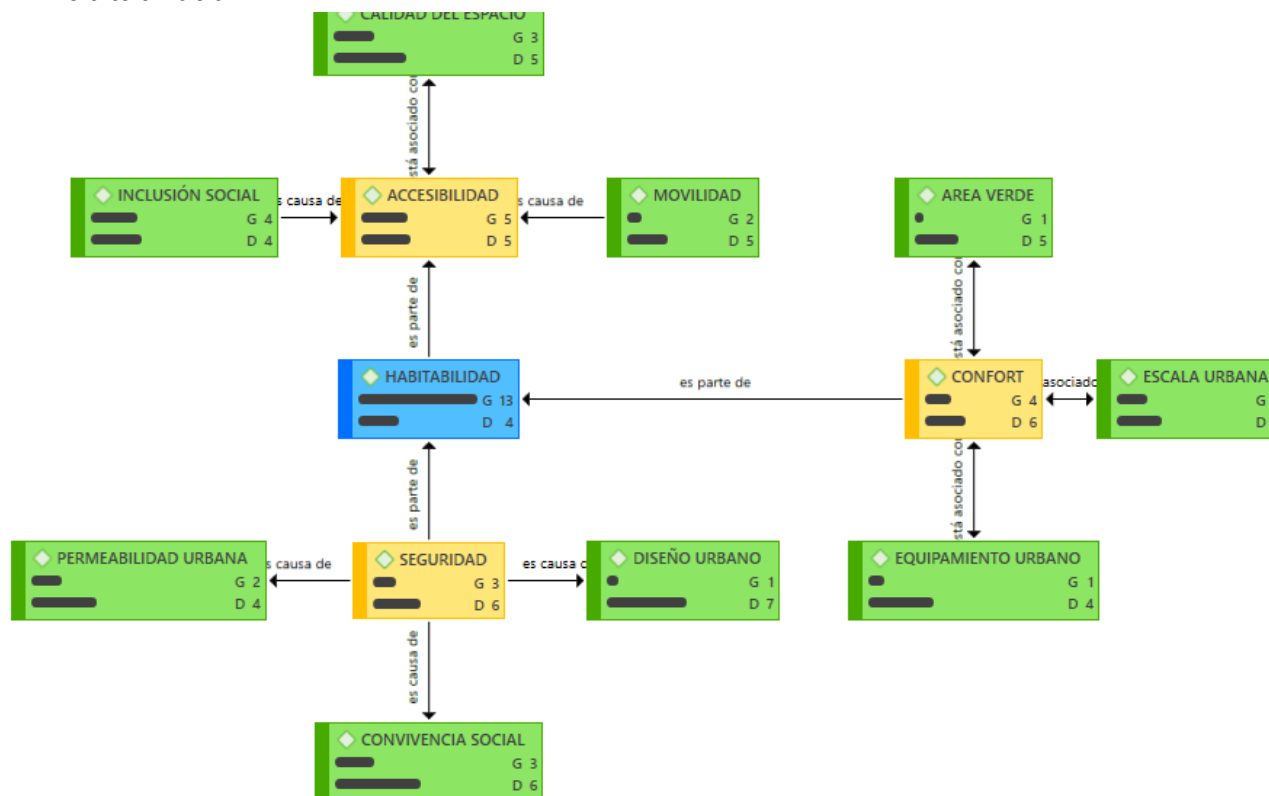 CALIDAD DEL ESPACIO
G 3
D 5
stá asociado co
INCLUSIÓN SOCIAL
G 4
D 4
s causa de
ACCESIBILIDAD
G 5
D 5
s causa de
MOVILIDAD
G 2
D 5
AREA VERDE
G 1
D 5
es parte de
stá asociado co
HABITABILIDAD
G 13
D 4
es parte de
CONFORT
G 4
D 6
asociado
ESCALA URBANA
G
D
es parte de
stá asociado co
PERMEABILIDAD URBANA
G 2
D 4
s causa de
SEGURIDAD
G 3
D 6
es causa d
DISEÑO URBANO
G 1
D 7
EQUIPAMIENTO URBANO
G 1
D 4
es causa de
CONVIVENCIA SOCIAL
G 3
D 6